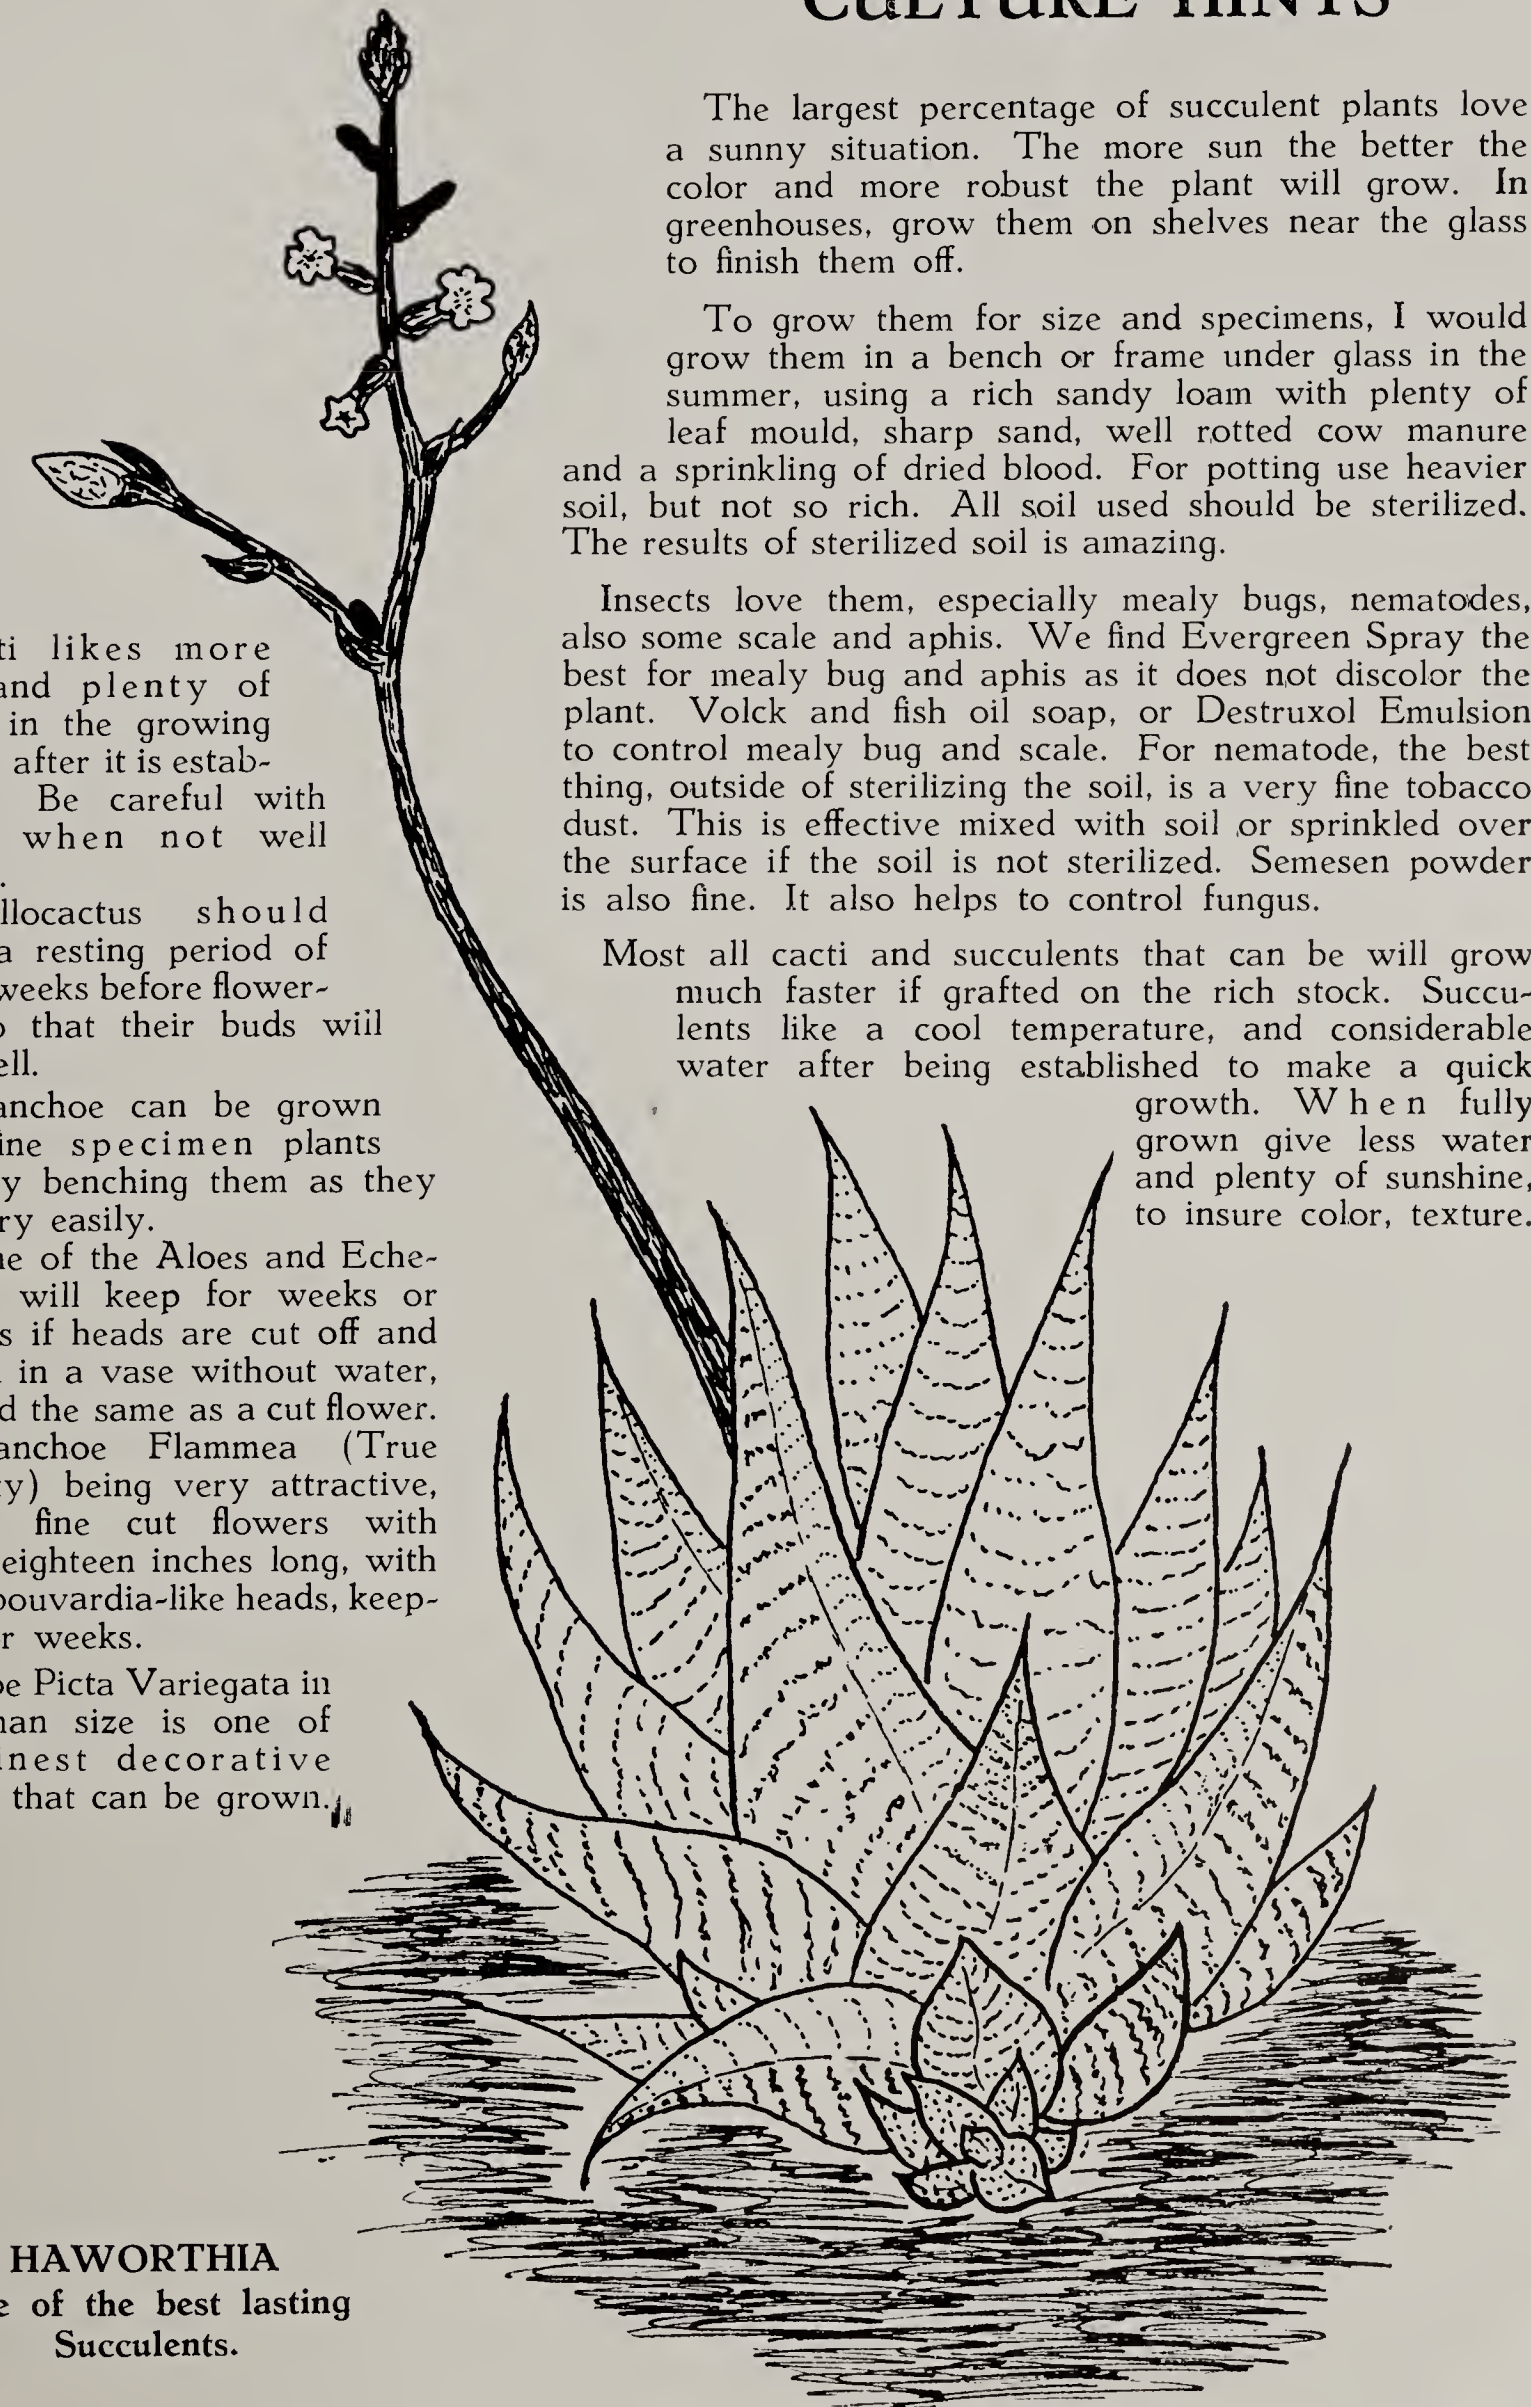 CULTURE HINTS
The largest percentage of succulent plants love
a sunny situation. The more sun the better the
color and more robust the plant will grow. In
greenhouses, grow them on shelves near the glass
to finish them off.
To grow them for size and specimens, I would
grow them in a bench or frame under glass in the
summer, using a rich sandy loam with plenty of
leaf mould, sharp sand, well rotted cow manure
and a sprinkling of dried blood. For potting use heavier
soil, but not so rich. All soil used should be sterilized.
The results of sterilized soil is amazing.
Insects love them, especially mealy bugs, nematodes,
also some scale and aphis. We find Evergreen Spray the
best for mealy bug and aphis as it does not discolor the
plant. Volck and fish oil soap, or Destruxol Emulsion
to control mealy bug and scale. For nematode, the best
thing, outside of sterilizing the soil, is a very fine tobacco
dust. This is effective mixed with soil or sprinkled over
the surface if the soil is not sterilized. Semesen powder
is also fine. It also helps to control fungus.
Most all cacti and succulents that can be will grow
much faster if grafted on the rich stock. Succu-
lents like a cool temperature, and considerable
water after being established to make a quick
growth. When fully
grown give less water
and plenty of sunshine,
to insure color, texture.
ti likes more
and plenty of
in the growing
after it is estab-
Be careful with
when not well
.
llocactus should
a resting period of
weeks before flower-
o that their buds will
ell.
anchoe can be grown
ine specimen plants
y benching them as they
ry easily.
ne of the Aloes and Eche-
will keep for weeks or
s if heads are cut off and
in a vase without water,
d the same as a cut flower.
anchoe Flammea (True
ty) being very attractive,
fine cut flowers with
eighteen inches long, with
bouvardia-like heads, keep-
r weeks.
oe Picta Variegata in
nan size is one of
inest decorative
that can be grown.
HAWORTHIA
e of the best lasting
Succulents.